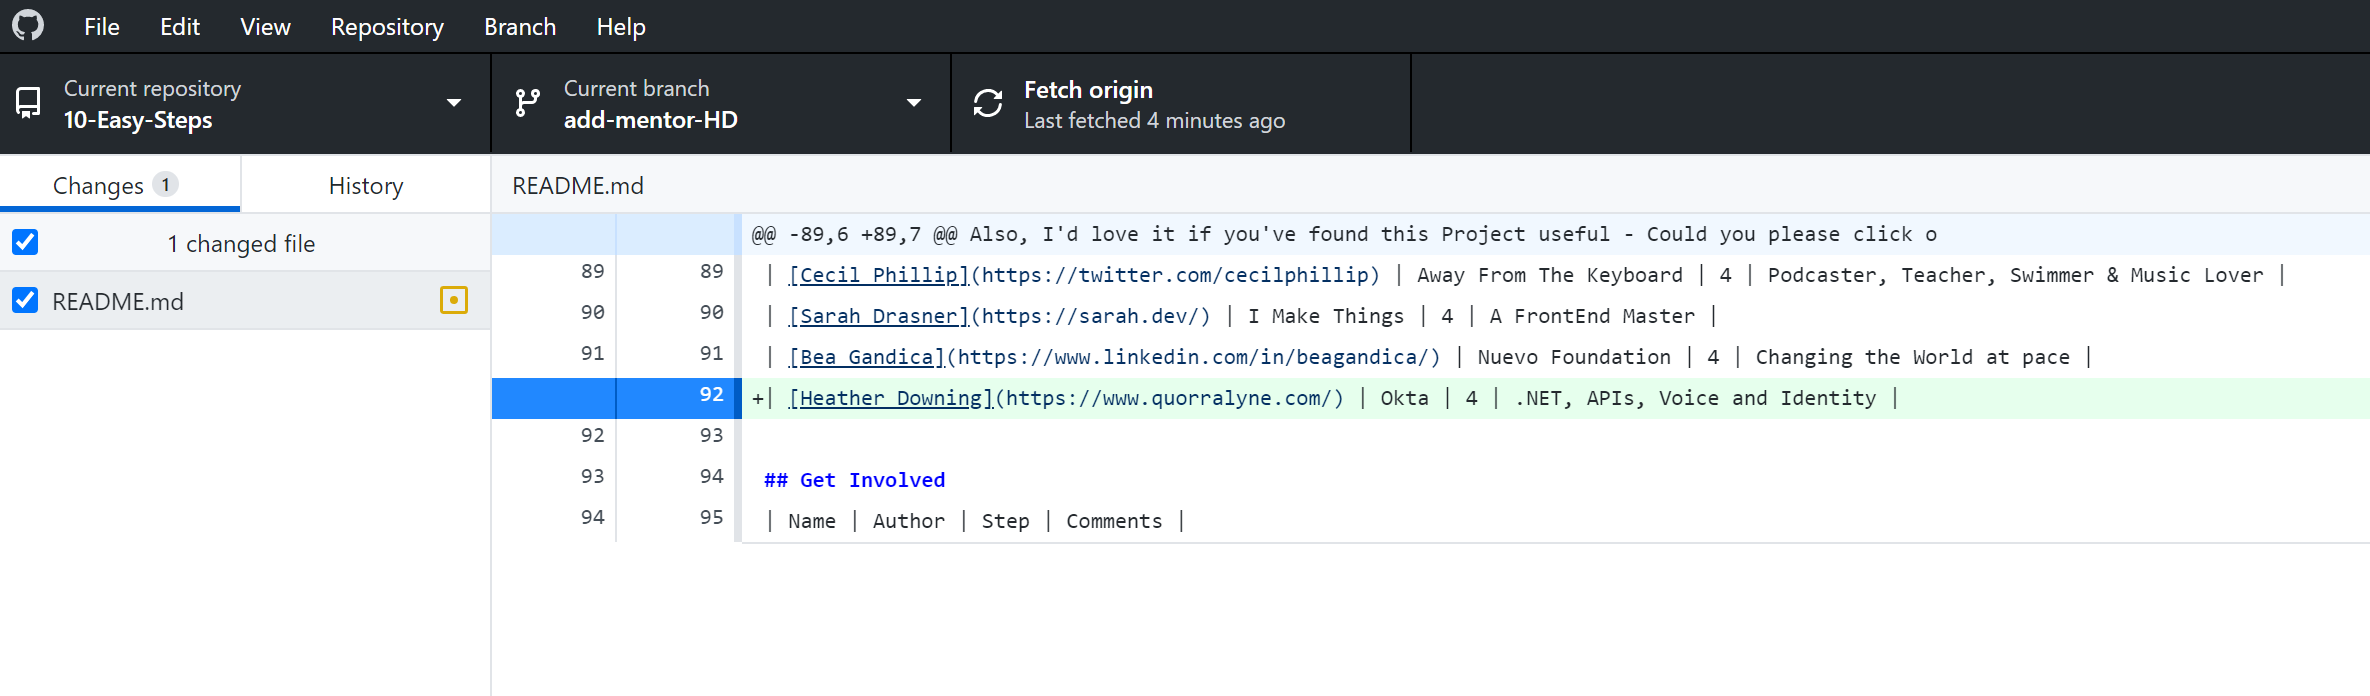 File Edit View Repository Branch Help
Current repository
10-Easy-Steps
Current branch
add-mentor-HD
Fetch origin
Last fetched 4 minutes ago
Changes 1 History
README.md
1 changed file
README.md
@@ -89,6 +89,7 @@ Also, I'd love it if you've found this Project useful - Could you please click o
89 89 | [Cecil Phillip](https://twitter.com/cecilphillip) | Away From The Keyboard | 4 | Podcaster, Teacher, Swimmer & Music Lover |
90 90 | [Sarah Drasner](https://sarah.dev/) | I Make Things | 4 | A FrontEnd Master |
91 91 | [Bea Gandica](https://www.linkedin.com/in/beagandica/) | Nuevo Foundation | 4 | Changing the World at pace |
92 +| [Heather Downing](https://www.quorralyne.com/) | Okta | 4 | .NET, APIs, Voice and Identity |
92 93
93 94 ## Get Involved
94 95 | Name | Author | Step | Comments |